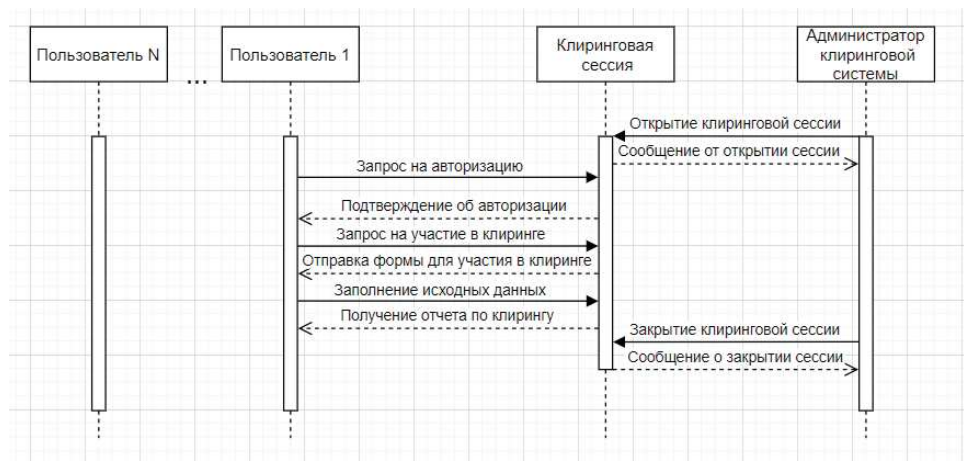 Пользователь N
...
Пользователь 1
Клиринговая
сессия
Администратор
клиринговой
системы
Открытие клиринговой сессии
Сообщение от открытии сессии
Запрос на авторизацию
Подтверждение об авторизации
Запрос на участие в клиринге
Отправка формы для участия в клиринге
Заполнение исходных данных
Получение отчета по клирингу
Закрытие клиринговой сессии
Сообщение о закрытии сессии